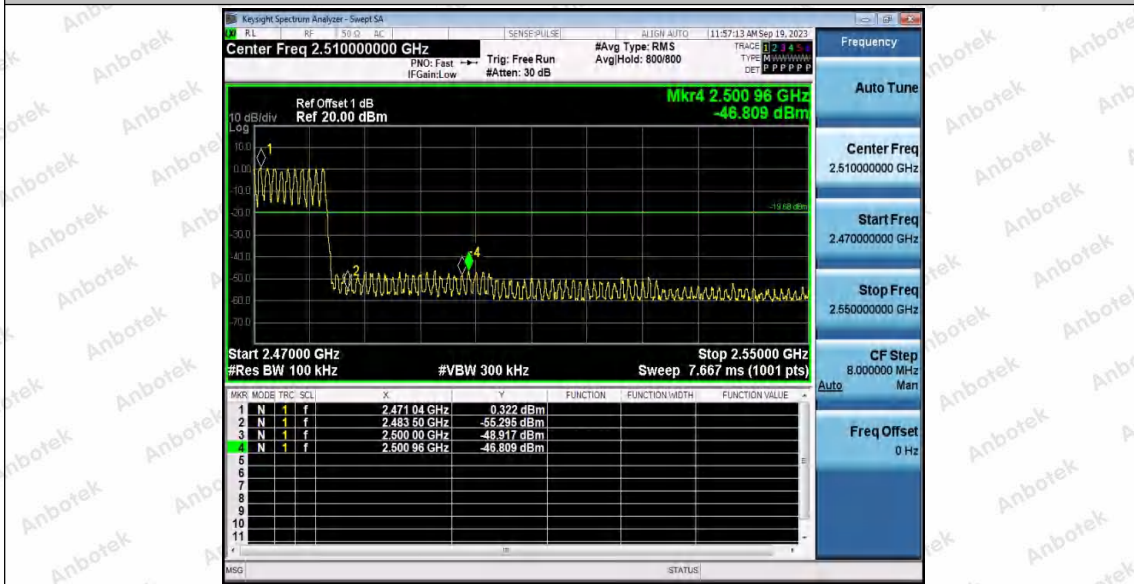 Keysight Spectrum Analyzer - Swept SA
RL RF 50 Ω AC SENSE:PULSE ALIGN AUTO 11:57:13 AM Sep 19, 2023
Center Freq 2.510000000 GHz
PNO: Fast
IFGain:Low
Trig: Free Run
#Atten: 30 dB
#Avg Type: RMS
Avg|Hold: 800/800
TRACE 1 2 3 4 5 6
TYPE M
DET P P P P P P
Ref Offset 1 dB
10 dB/div Ref 20.00 dBm
Log
Mkr4 2.500 96 GHz
-46.809 dBm
10.0
0.00
-10.0
-20.0
-30.0
-40.0
-50.0
-60.0
-70.0
1
2
4
-19.68 dBm
Start 2.47000 GHz Stop 2.55000 GHz
#Res BW 100 kHz #VBW 300 kHz Sweep 7.667 ms (1001 pts)
MKR MODE TRC SCL X Y FUNCTION FUNCTION WIDTH FUNCTION VALUE
1 N 1 f 2.471 04 GHz 0.322 dBm
2 N 1 f 2.483 50 GHz -55.295 dBm
3 N 1 f 2.500 00 GHz -48.917 dBm
4 N 1 f 2.500 96 GHz -46.809 dBm
5
6
7
8
9
10
11
MSG STATUS
Frequency
Auto Tune
Center Freq
2.510000000 GHz
Start Freq
2.470000000 GHz
Stop Freq
2.550000000 GHz
CF Step
8.000000 MHz
Auto Man
Freq Offset
0 Hz
Anbotek